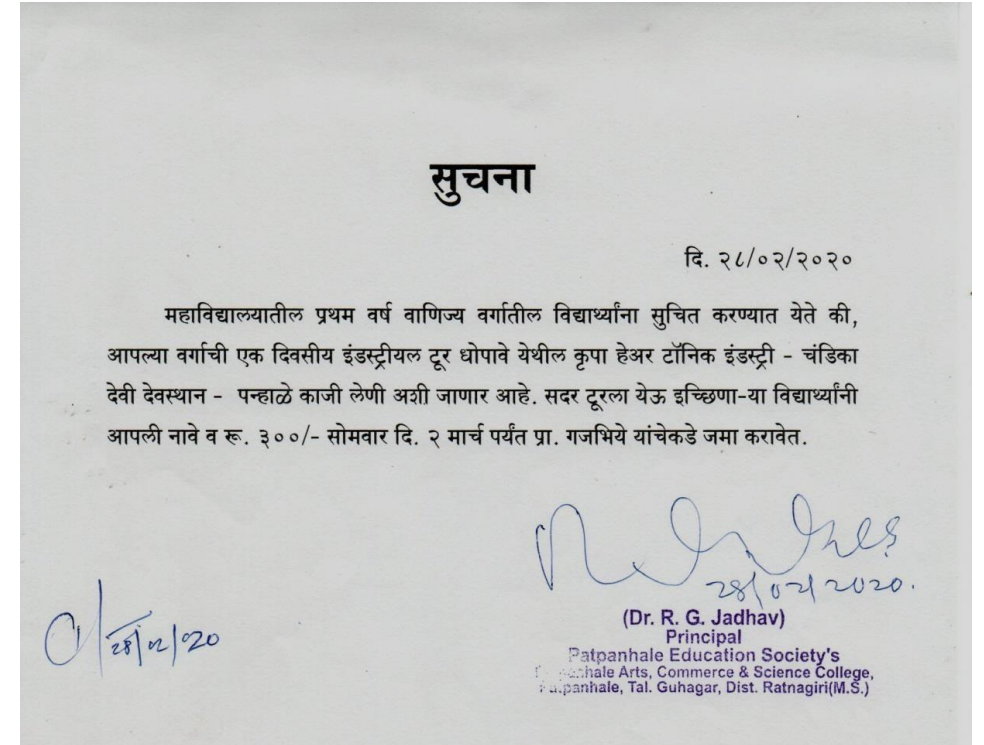 सुचना
दि. २८/०२/२०२०
महाविद्यालयातील प्रथम वर्ष वाणिज्य वर्गातील विद्यार्थ्यांना सुचित करण्यात येते की,
आपल्या वर्गाची एक दिवसीय इंडस्ट्रीयल टूर धोपावे येथील कृपा हेअर टॉनिक इंडस्ट्री - चंडिका
देवी देवस्थान - पन्हाळे काजी लेणी अशी जाणार आहे. सदर टूरला येऊ इच्छिणा-या विद्यार्थ्यांनी
आपली नावे व रू. ३००/- सोमवार दि. २ मार्च पर्यंत प्रा. गजभिये यांचेकडे जमा करावेत.
28/02/2020.
28/02/20
(Dr. R. G. Jadhav)
Principal
Patpanhale Education Society's
Arts, Commerce & Science College,
Patpanhale, Tal. Guhagar, Dist. Ratnagiri(M.S.)